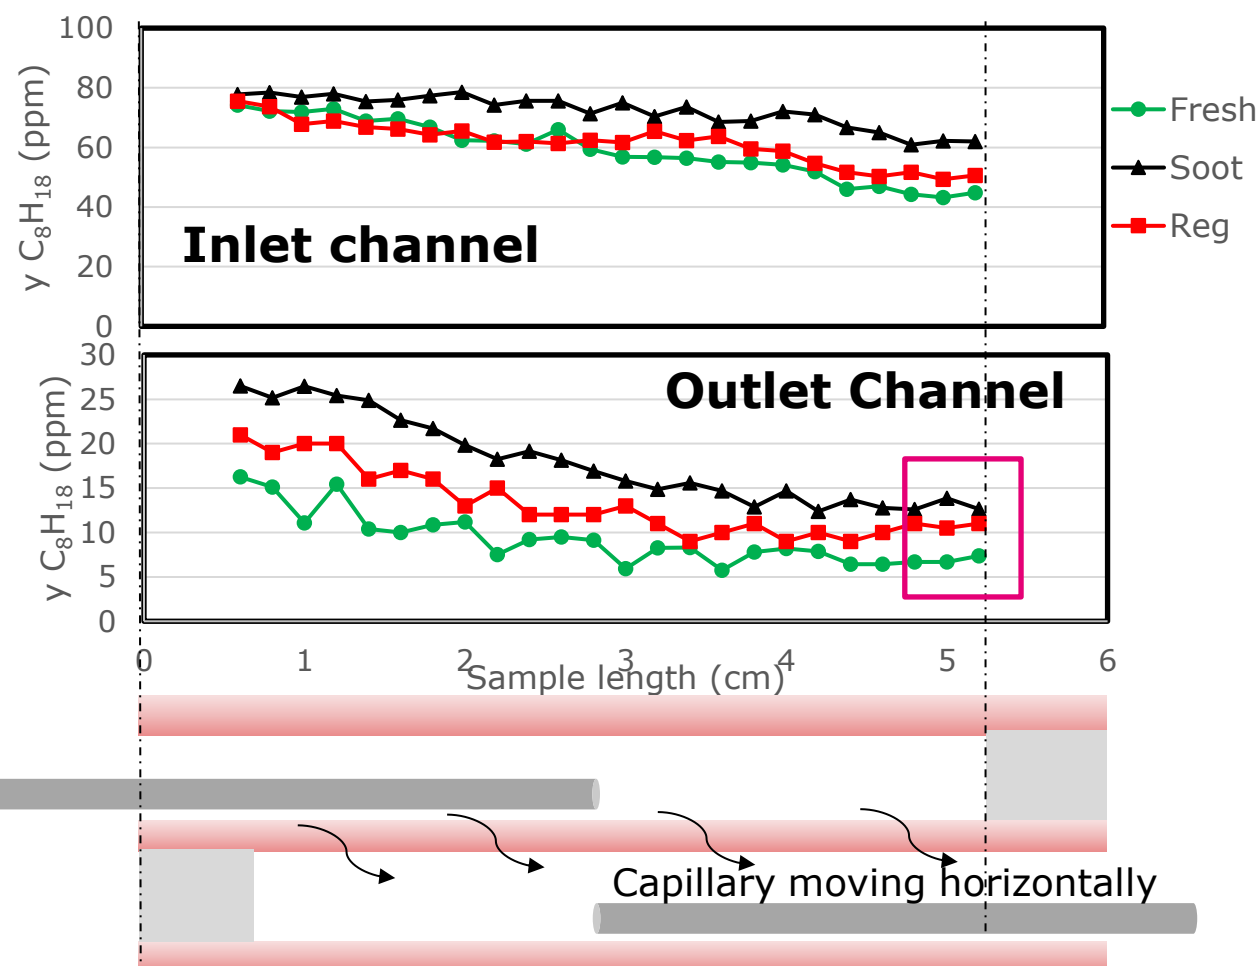 100
80
60
40
20
0
y C₈H₁₈ (ppm)
Inlet channel
Fresh
Soot
Reg
30
25
20
15
10
5
0
y C₈H₁₈ (ppm)
Outlet Channel
0 1 2 3 4 5 6
Sample length (cm)
Capillary moving horizontally